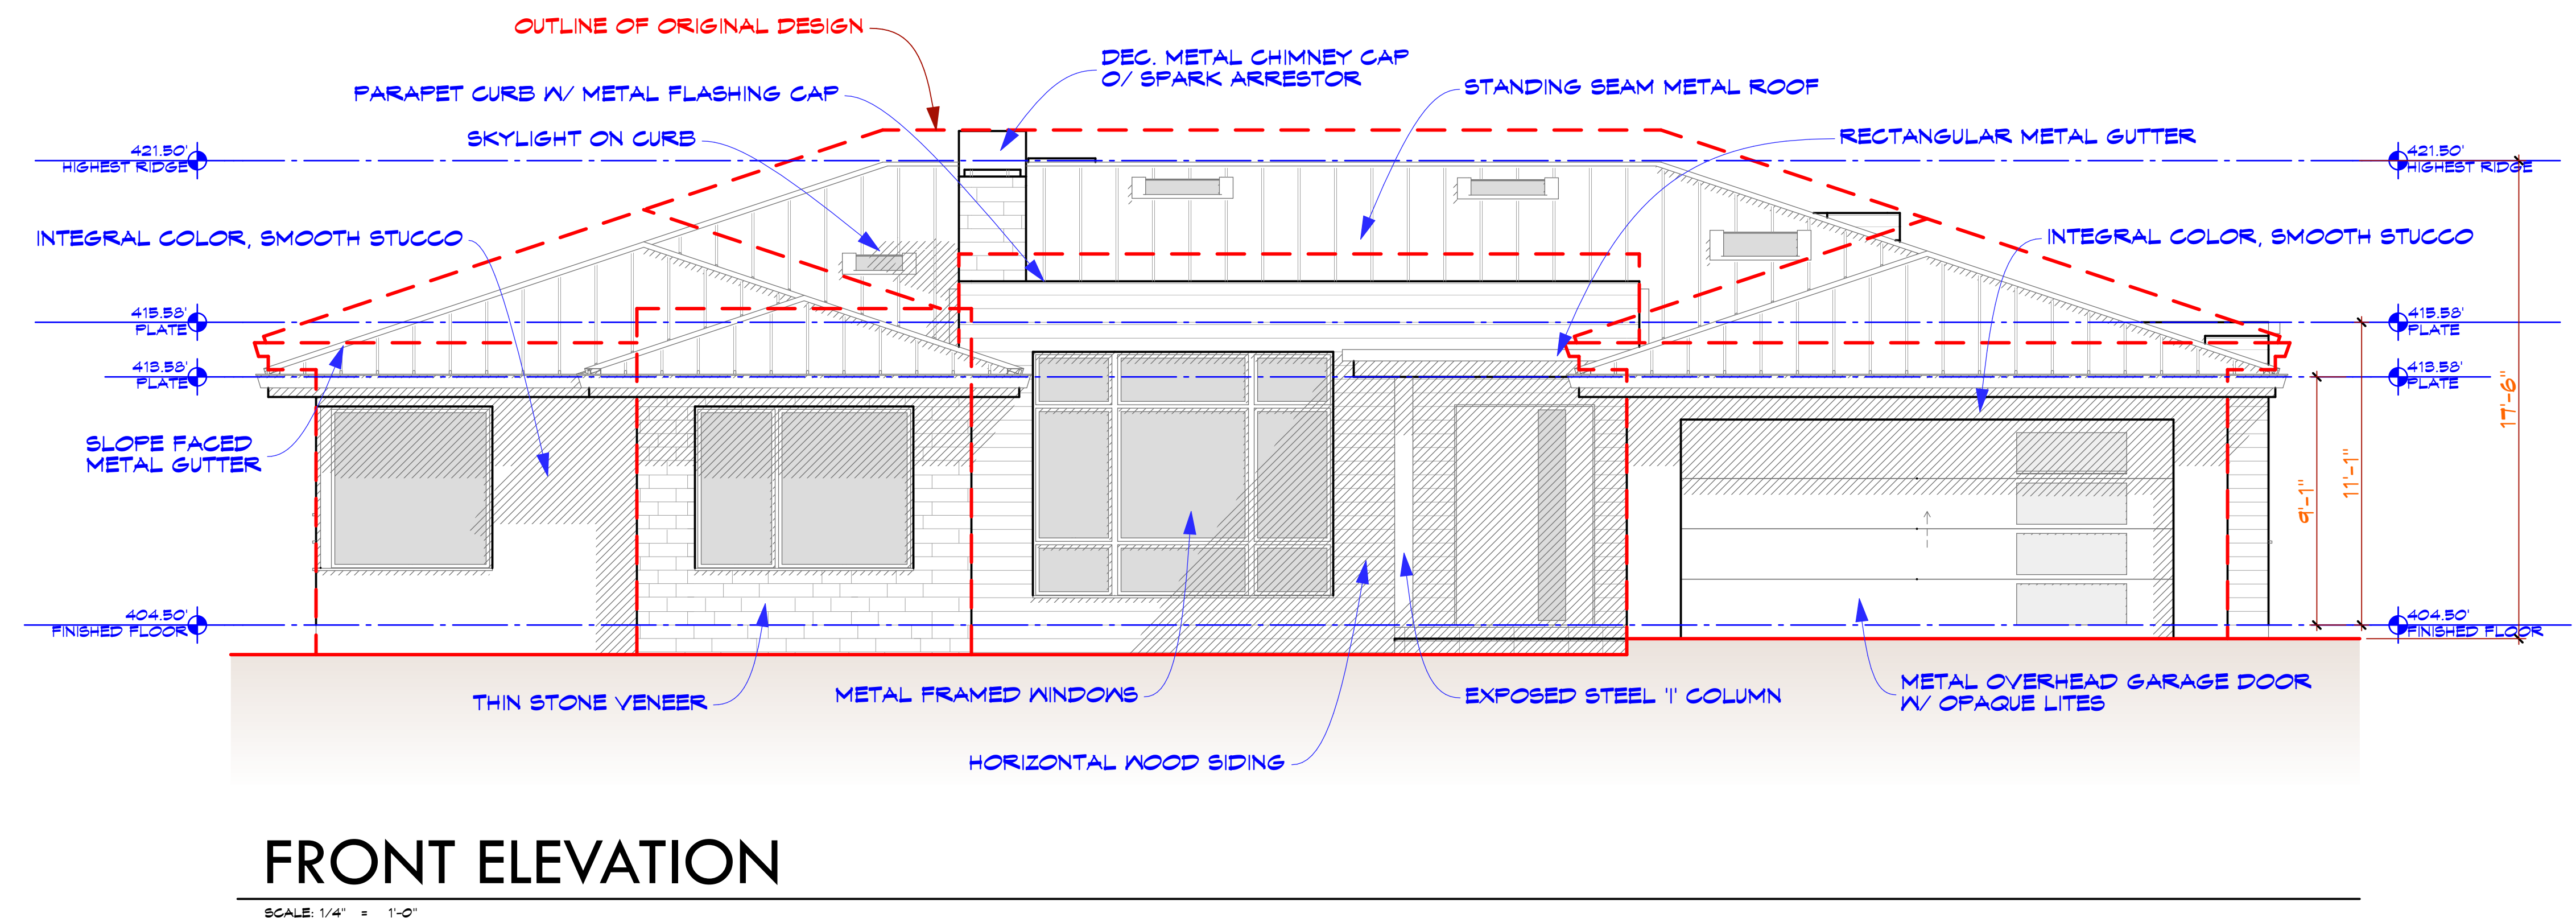 OUTLINE OF ORIGINAL DESIGN
DEC. METAL CHIMNEY CAP
O/ SPARK ARRESTOR
PARAPET CURB W/ METAL FLASHING CAP
STANDING SEAM METAL ROOF
SKYLIGHT ON CURB
RECTANGULAR METAL GUTTER
421.50'
HIGHEST RIDGE
421.50'
HIGHEST RIDGE
INTEGRAL COLOR, SMOOTH STUCCO
INTEGRAL COLOR, SMOOTH STUCCO
415.58'
PLATE
415.58'
PLATE
413.58'
PLATE
413.58'
PLATE
17'-6"
SLOPE FACED
METAL GUTTER
11'-1"
9'-1"
404.50'
FINISHED FLOOR
404.50'
FINISHED FLOOR
THIN STONE VENEER
METAL FRAMED WINDOWS
EXPOSED STEEL 'I' COLUMN
METAL OVERHEAD GARAGE DOOR
W/ OPAQUE LITES
HORIZONTAL WOOD SIDING
FRONT ELEVATION
SCALE: 1/4" = 1'-0"